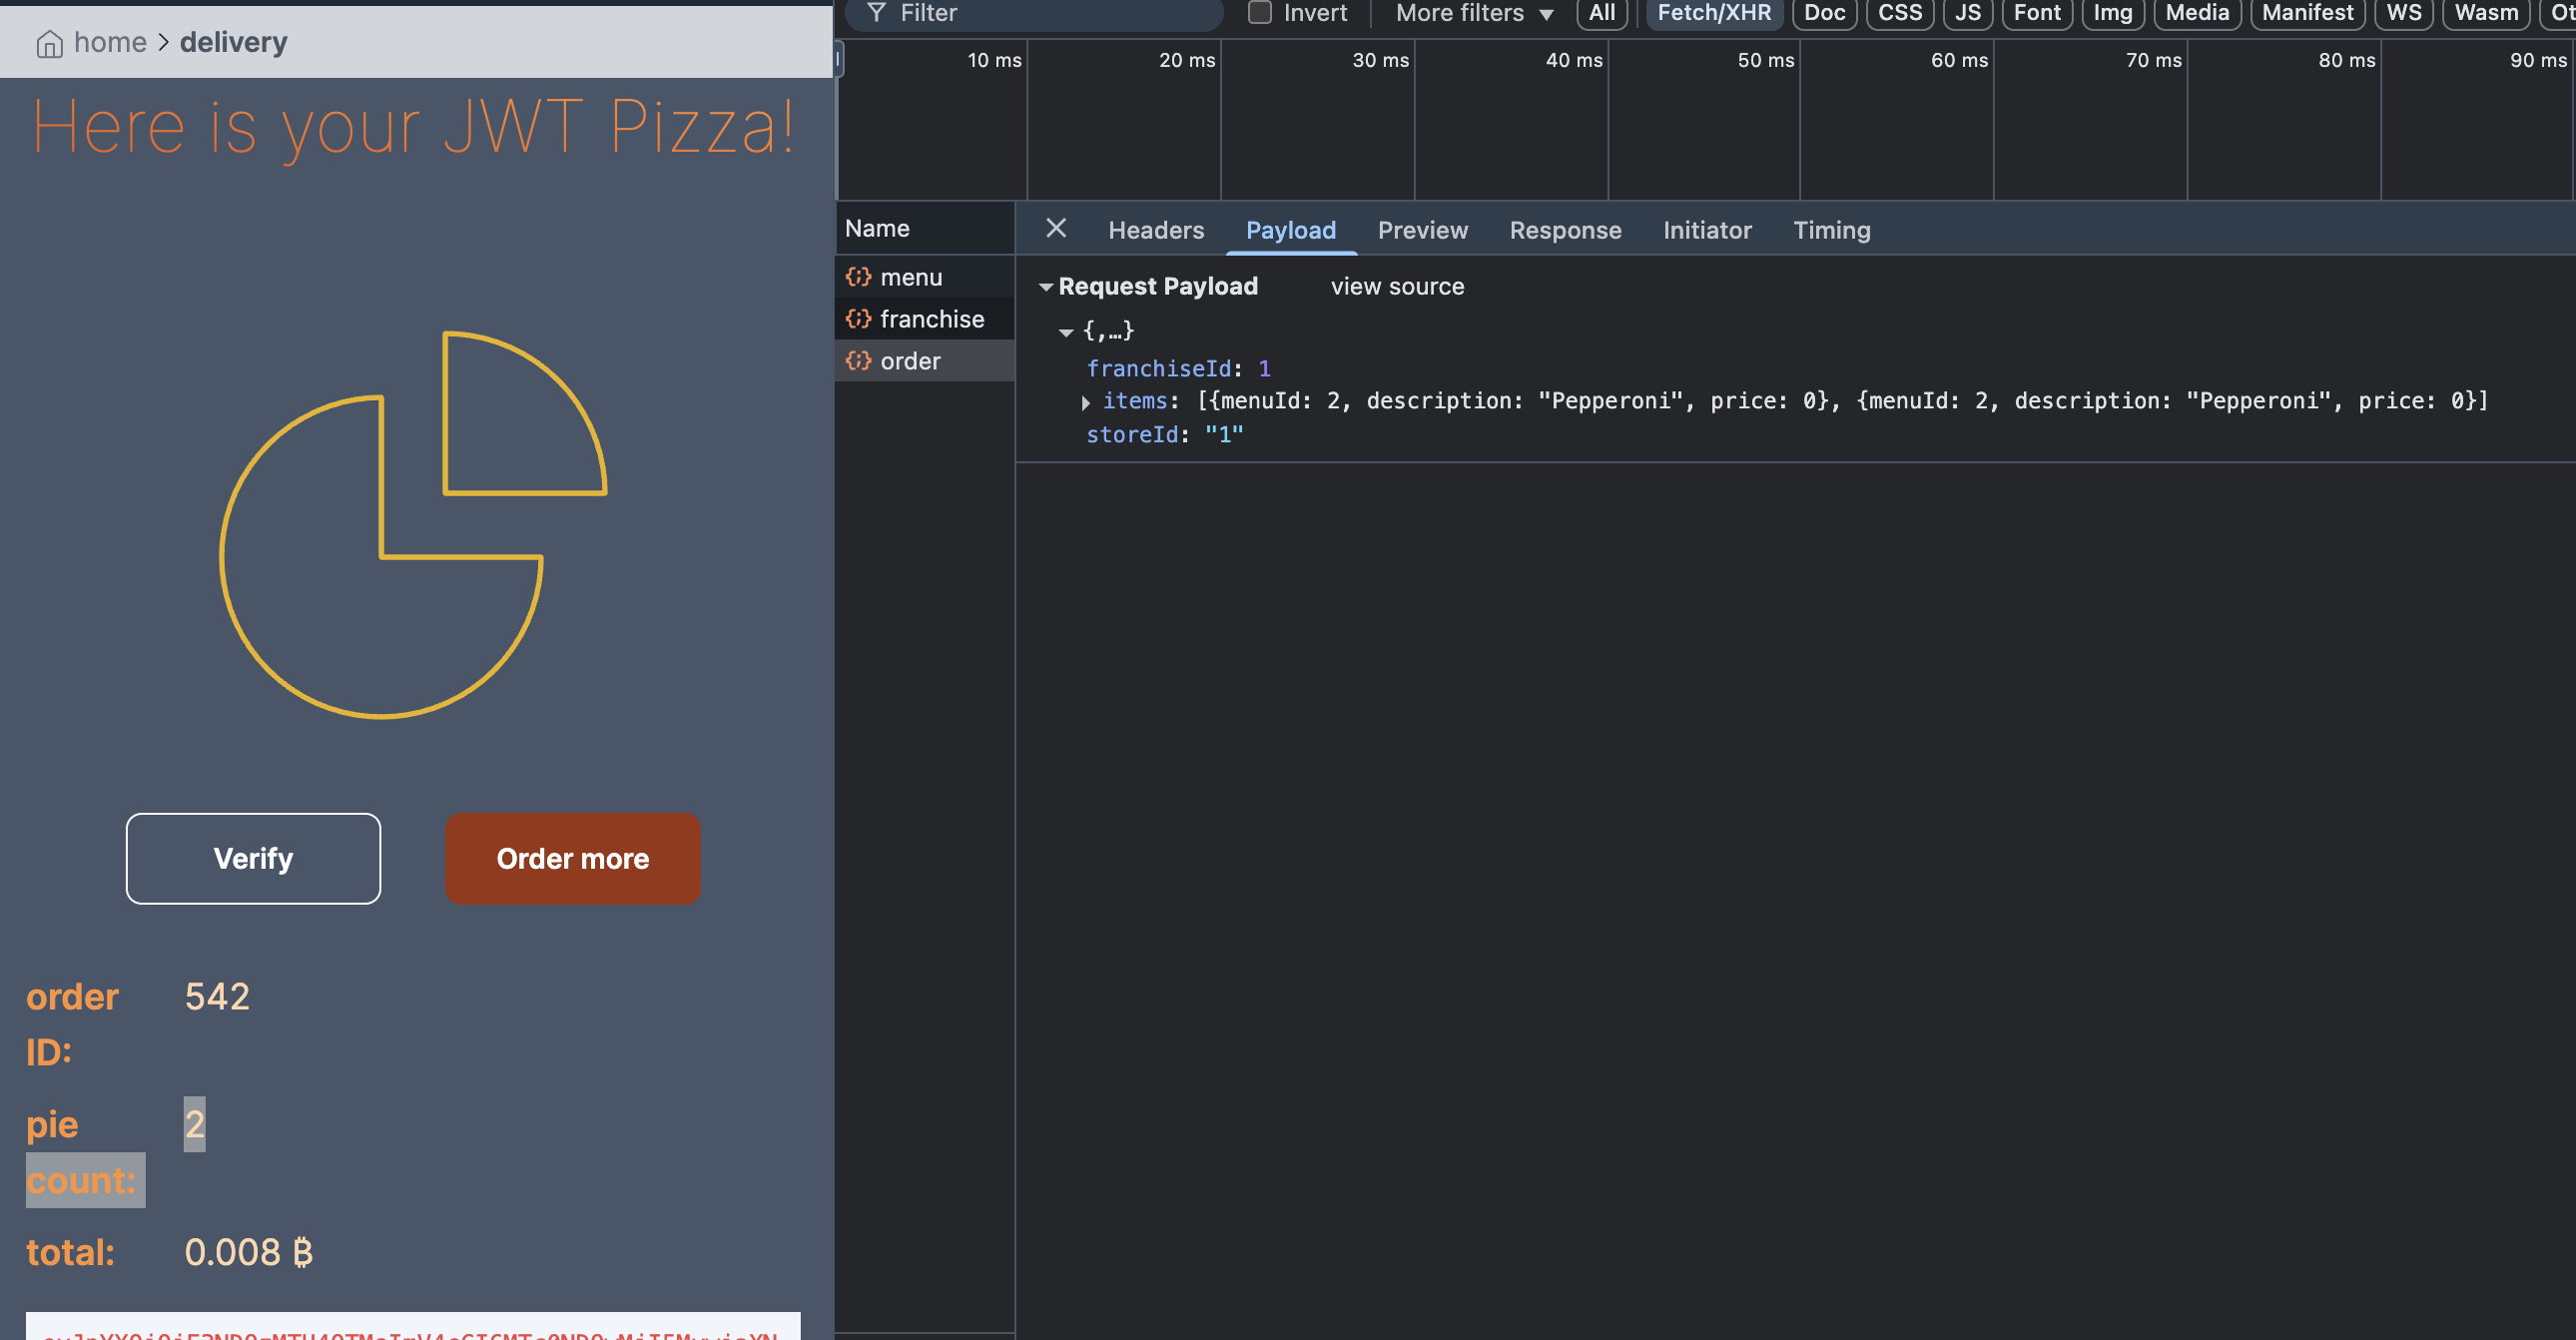 home > delivery
Here is your JWT Pizza!
Verify
Order more
order ID: 542
pie count: 2
total: 0.008 ₿
Filter
Invert
More filters
All
Fetch/XHR
Doc
CSS
JS
Font
Img
Media
Manifest
WS
Wasm
10 ms
20 ms
30 ms
40 ms
50 ms
60 ms
70 ms
80 ms
90 ms
Name
menu
franchise
order
Headers
Payload
Preview
Response
Initiator
Timing
Request Payload
view source
{,…}
franchiseId: 1
items: [{menuId: 2, description: "Pepperoni", price: 0}, {menuId: 2, description: "Pepperoni", price: 0}]
storeId: "1"